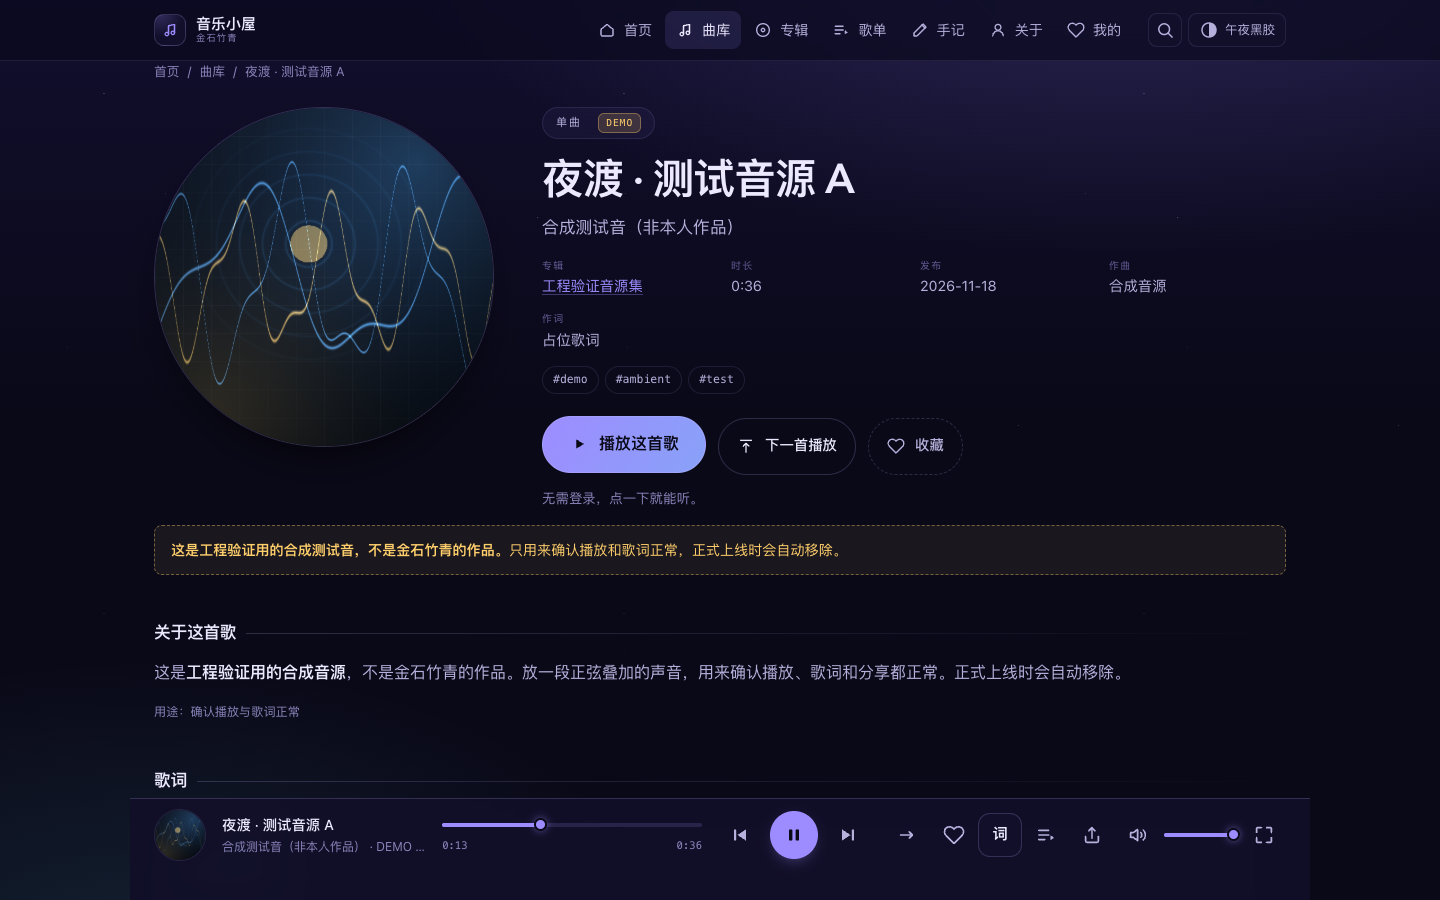 音乐小屋
金石竹青
首页
曲库
专辑
歌单
手记
关于
我的
午夜黑胶
首页 / 曲库 / 夜渡 · 测试音源 A
单曲 DEMO
夜渡 · 测试音源 A
合成测试音（非本人作品）
专辑
工程验证音源集
时长
0:36
发布
2026-11-18
作曲
合成音源
作词
占位歌词
#demo #ambient #test
播放这首歌
下一首播放
收藏
无需登录，点一下就能听。
这是工程验证用的合成测试音，不是金石竹青的作品。只用来确认播放和歌词正常，正式上线时会自动移除。
关于这首歌
这是工程验证用的合成音源，不是金石竹青的作品。放一段正弦叠加的声音，用来确认播放、歌词和分享都正常。正式上线时会自动移除。
用途：确认播放与歌词正常
歌词
夜渡 · 测试音源 A
合成测试音（非本人作品） · DEMO ...
0:13
0:36
词